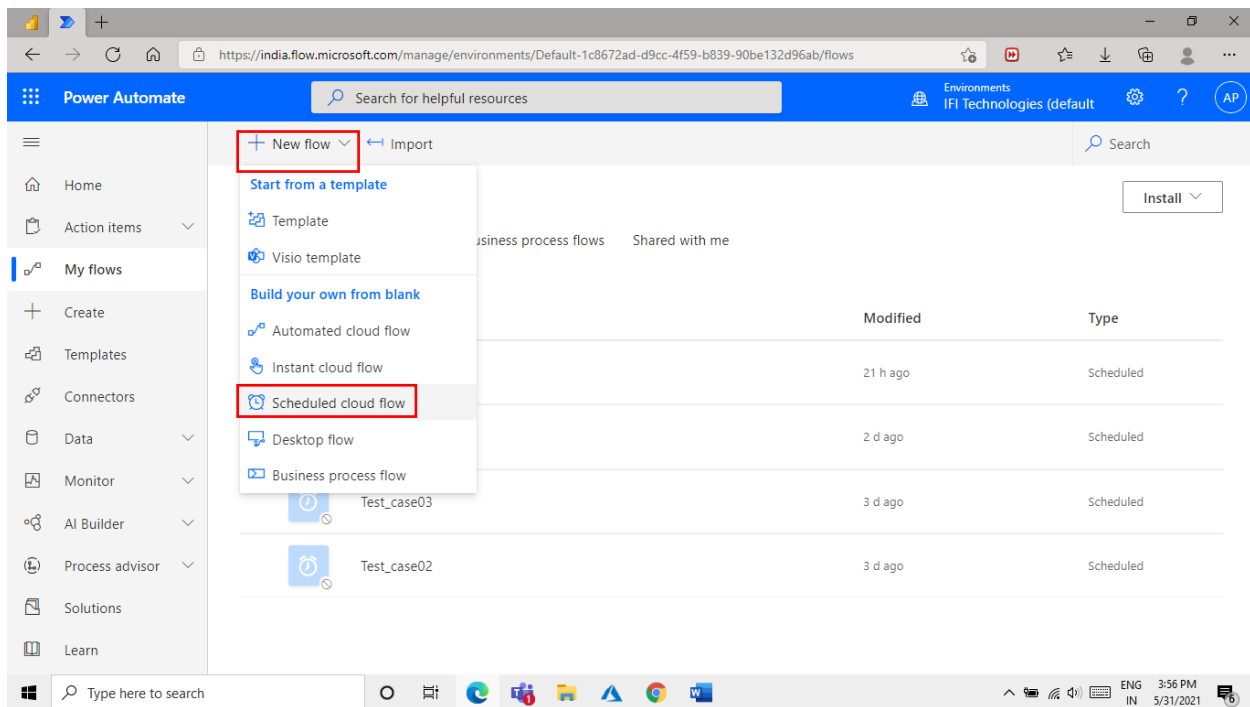 https://india.flow.microsoft.com/manage/environments/Default-1c8672ad-d9cc-4f59-b839-90be132d96ab/flows
Power Automate
Search for helpful resources
Environments
IFI Technologies (default
?
AP
New flow
Import
Search
Home
Action items
My flows
Create
Templates
Connectors
Data
Monitor
AI Builder
Process advisor
Solutions
Learn
Start from a template
Template
Visio template
Build your own from blank
Automated cloud flow
Instant cloud flow
Scheduled cloud flow
Desktop flow
Business process flow
Install
usiness process flows Shared with me
Modified Type
21 h ago Scheduled
2 d ago Scheduled
Test_case03 3 d ago Scheduled
Test_case02 3 d ago Scheduled
Type here to search
ENG 3:56 PM
IN 5/31/2021
6